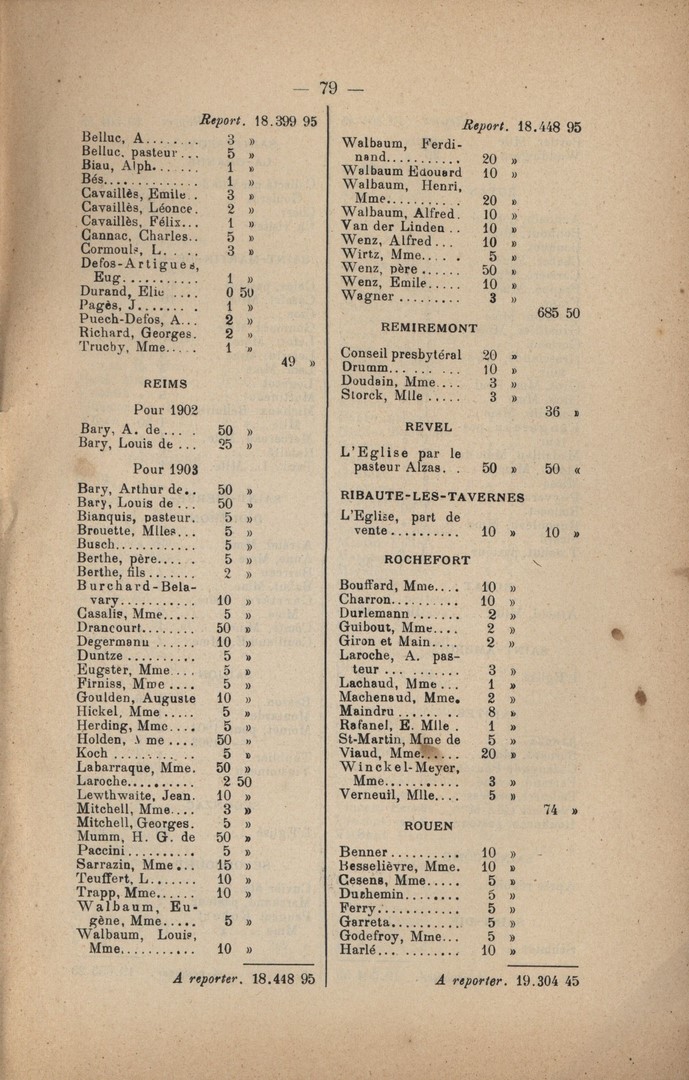 — 79 —
Report. 18.399 95
Belluc, A........ 3 »
Belluc, pasteur... 5 »
Biau, Alph....... 1 »
Bés............. 1 »
Cavaillès, Emile.. 3 »
Cavaillès, Léonce. 2 »
Cavaillès, Félix... 1 »
Cannac, Charles.. 5 »
Cormouls, L..... 3 »
Defos-Artigues,
Eug........... 1 »
Durand, Elie .... 0 50
Pagès, J........ 1 »
Puech-Defos, A... 2 »
Richard, Georges. 2 »
Trucby, Mme..... 1 »
49 »
REIMS
Pour 1902
Bary, A. de.... . 50 »
Bary, Louis de ... 25 »
Pour 1903
Bary, Arthur de.. 50 »
Bary, Louis de ... 50 »
Bianquis, pasteur. 5 »
Brouette, Mlles... 5 »
Busch........... 5 »
Berthe, père..... . 5 »
Berthe, fils....... 2 »
Burchard-Bela-
vary........... 10 »
Casalis, Mme..... 5 »
Drancourt........ 50 »
Degermann ...... 10 »
Duntze .......... 5 »
Eugster, Mme.... 5 »
Firniss, Mme .... 5 »
Goulden, Auguste 10 »
Hickel, Mme ..... 5 »
Herding, Mme.... 5 »
Holden, Mme .... 50 »
Koch ........... 5 »
Labarraque, Mme. 50 »
Laroche.......... 2 50
Lewthwaite, Jean. 10 »
Mitchell, Mme.... 3 »
Mitchell, Georges. 5 »
Mumm, H. G. de 50 »
Paccini.......... 5 »
Sarrazin, Mme... 15 »
Teuffert, L....... 10 »
Trapp, Mme...... 10 »
Walbaum, Eu-
gène, Mme..... 5 »
Walbaum, Louis,
Mme........... 10 »
A reporter. 18.448 95
Report. 18.448 95
Walbaum, Ferdi-
nand........... 20 »
Walbaum Edouard 10 »
Walbaum, Henri,
Mme.......... 20 »
Walbaum, Alfred. 10 »
Van der Linden.. 10 »
Wenz, Alfred... 10 »
Wirtz, Mme..... 5 »
Wenz, père ...... 50 »
Wenz, Emile..... 10 »
Wagner ......... 3 »
685 50
REMIREMONT
Conseil presbytéral 20 »
Drumm.......... 10 »
Doudain, Mme.... 3 »
Storck, Mlle ..... 3 »
36 »
REVEL
L'Eglise par le
pasteur Alzas. . 50 » 50 «
RIBAUTE-LES-TAVERNES
L'Eglise, part de
vente.......... 10 » 10 »
ROCHEFORT
Bouffard, Mme.... 10 »
Charron.......... 10 »
Durlemann ....... 2 »
Guibout, Mme.... 2 »
Giron et Main.... 2 »
Laroche, A. pas-
teur ........... 3 »
Lachaud, Mme ... 1 »
Machenaud, Mme. 2 »
Maindru ........ 8 »
Rafanel, E. Mlle . 1 »
St-Martin, Mme de 5 »
Viaud, Mme...... 20 »
Winckel-Meyer,
Mme........... 3 »
Verneuil, Mlle.... 5 »
74 »
ROUEN
Benner.......... 10 »
Besselièvre, Mme. 10 »
Cesens, Mme..... 5 »
Duchemin ........ 5 »
Ferry............ 5 »
Garreta.......... 5 »
Godefroy, Mme... 5 »
Harlé............ 10 »
A reporter. 19.304 45